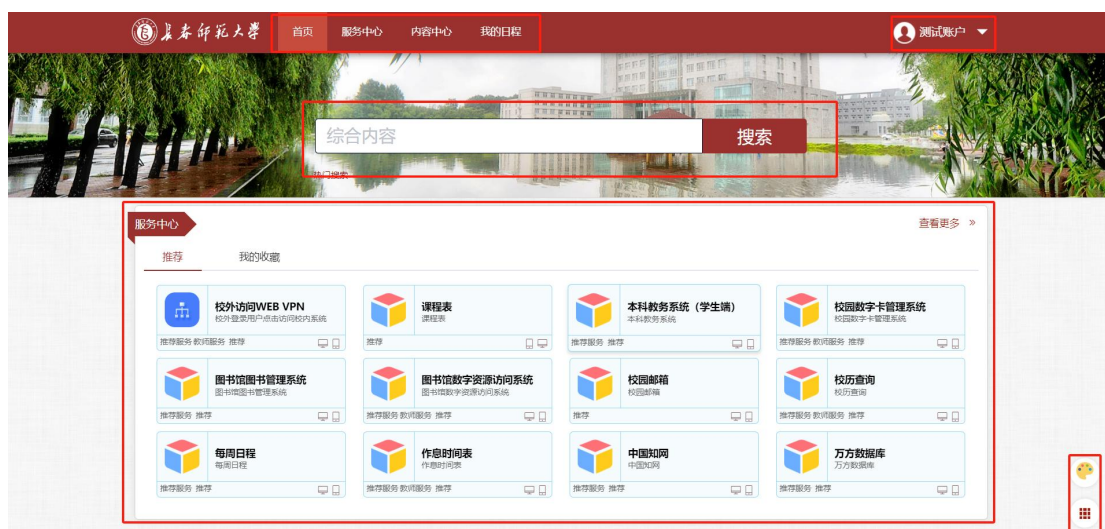 長春师范大学
首页 服务中心 内容中心 我的日程
测试账户
综合内容 搜索
热门搜索
服务中心 查看更多 »
推荐 我的收藏
校外访问WEB VPN
校外登录用户点击访问校内系统
推荐服务 教师服务 推荐
课程表
课程表
推荐
本科教务系统（学生端）
本科教务系统
推荐服务 推荐
校园数字卡管理系统
校园数字卡管理系统
推荐服务 教师服务 推荐
图书馆图书管理系统
图书馆图书管理系统
推荐服务 推荐
图书馆数字资源访问系统
图书馆数字资源访问系统
推荐服务 教师服务 推荐
校园邮箱
校园邮箱
推荐
校历查询
校历查询
推荐服务 教师服务 推荐
每周日程
每周日程
推荐服务 推荐
作息时间表
作息时间表
推荐服务 教师服务 推荐
中国知网
中国知网
推荐服务 推荐
万方数据库
万方数据库
推荐服务 推荐